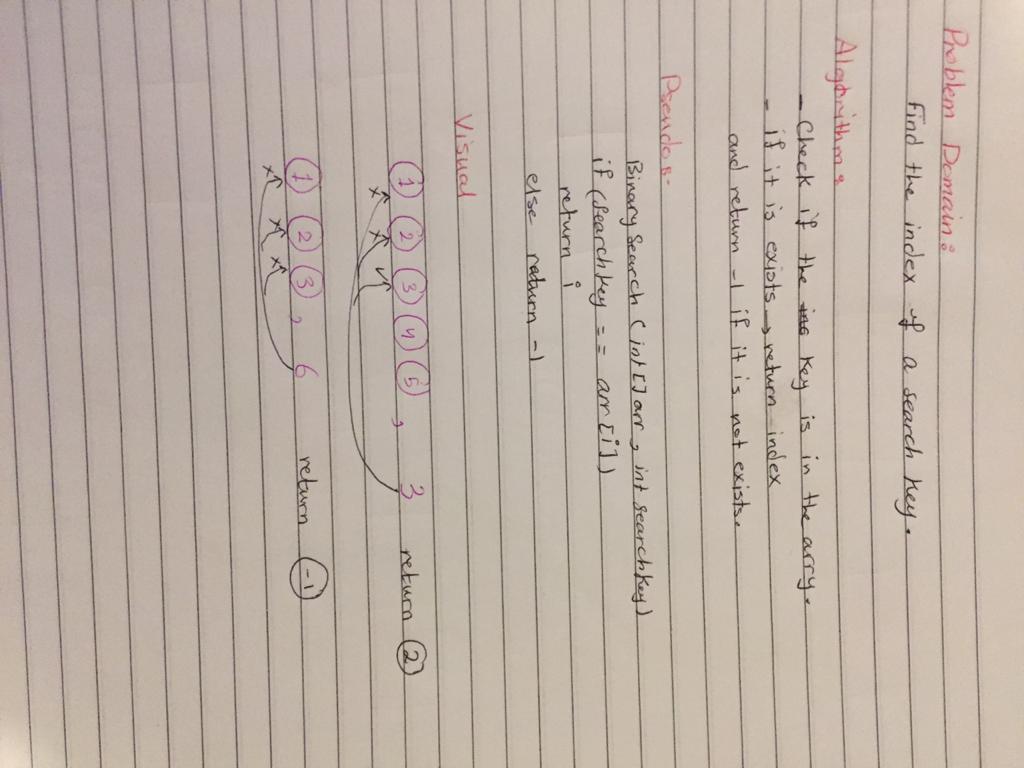 Problem Domain:
Find the index of a search key.
Algorithm:
- Check if the key is in the arry.
- if it is exists → return index
and return -1 if it is not exists.
Pseudo:-
Binarysearch (int[] arr, int searchkey)
if (searchkey == arr[i])
return i
else return -1
Visual
1 2 3 4 5 , 3 return 2
x x ✓
1 2 3 , 6 return -1
x x x